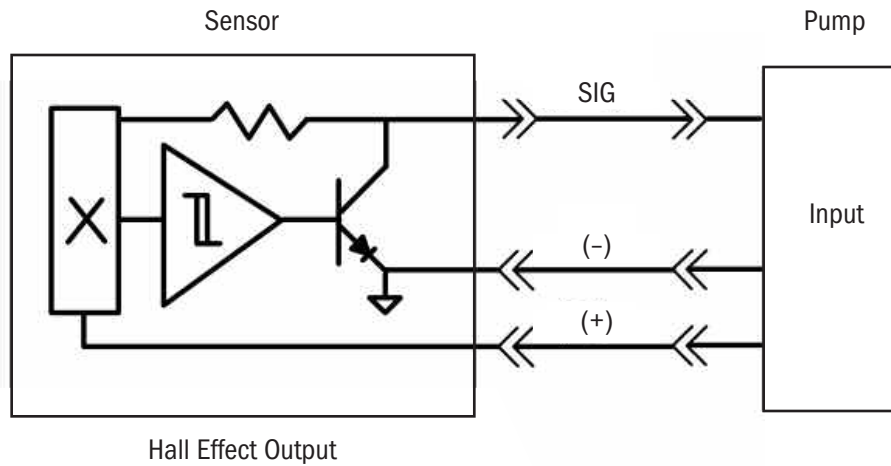 Sensor
Pump
SIG
Input
(–)
(+)
Hall Effect Output